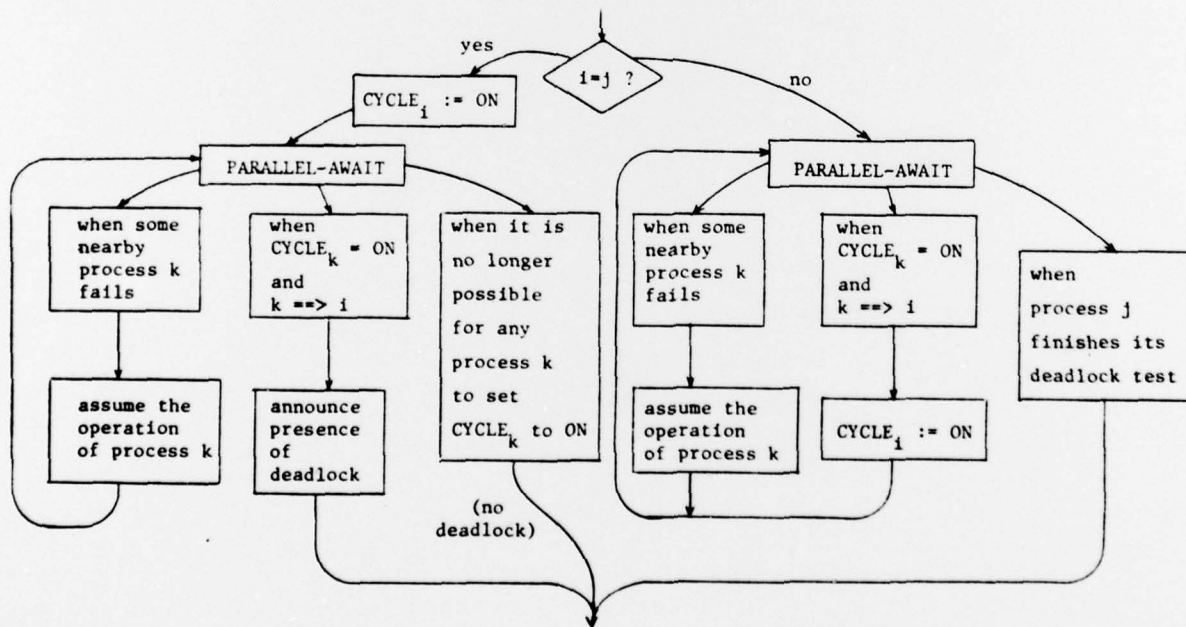 yes
i=j ?
no
CYCLE_i := ON
PARALLEL-AWAIT
PARALLEL-AWAIT
when some
nearby
process k
fails
when
CYCLE_k = ON
and
k ==> i
when it is
no longer
possible
for any
process k
to set
CYCLE_k to ON
when some
nearby
process k
fails
when
CYCLE_k = ON
and
k ==> i
when
process j
finishes its
deadlock test
assume the
operation
of process k
announce
presence
of
deadlock
assume the
operation
of process k
CYCLE_i := ON
(no
deadlock)